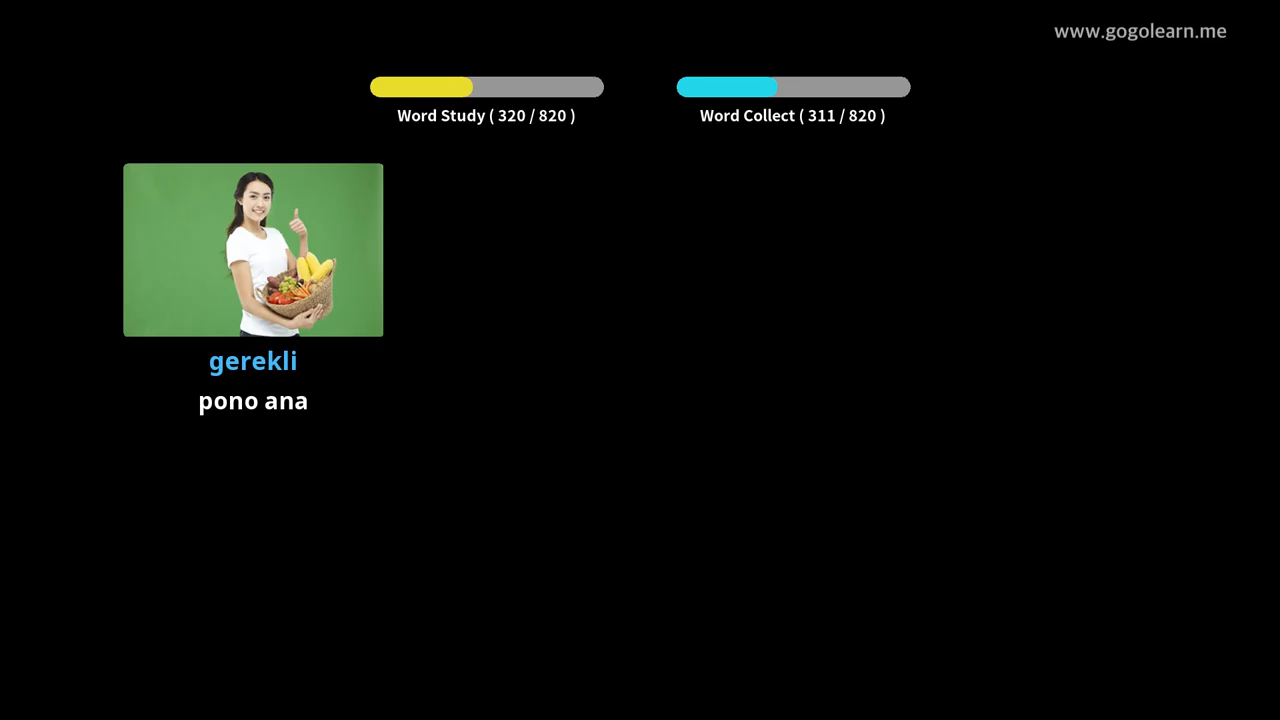 www.gogolearn.me
Word Study ( 320 / 820 )
Word Collect ( 311 / 820 )
gerekli
pono ana